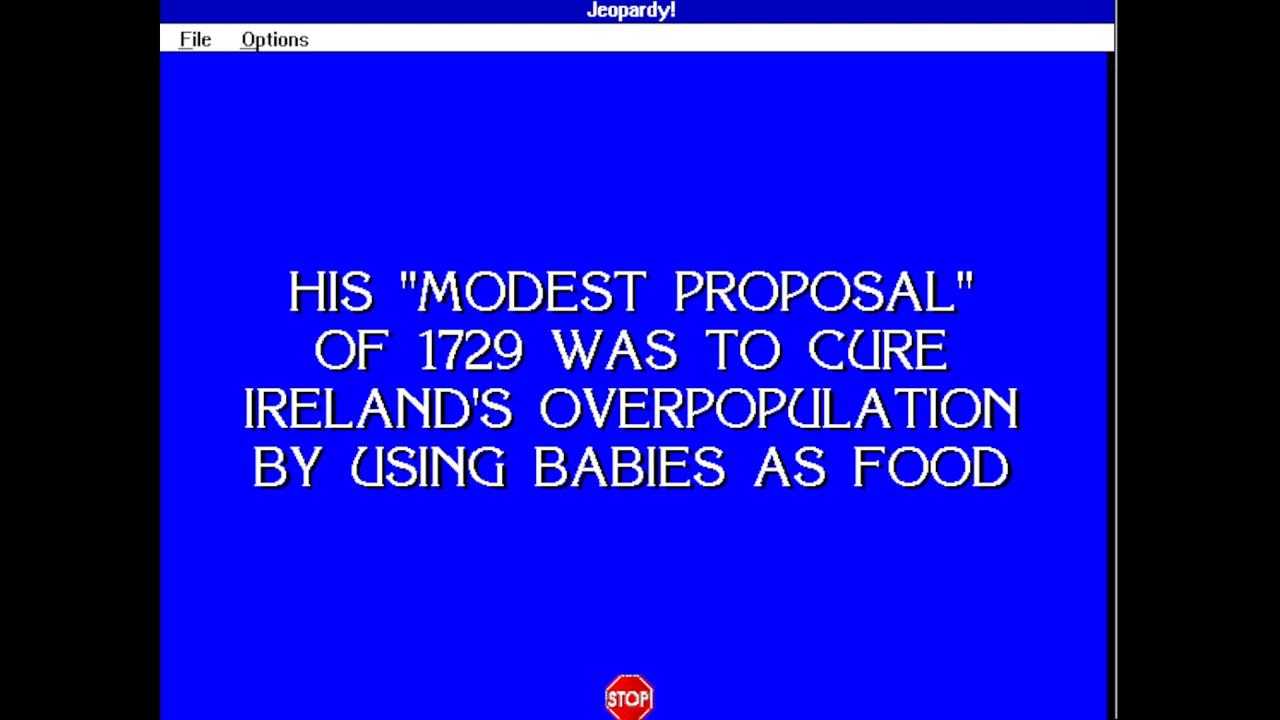 Jeopardy!
File Options
HIS "MODEST PROPOSAL"
OF 1729 WAS TO CURE
IRELAND'S OVERPOPULATION
BY USING BABIES AS FOOD
STOP